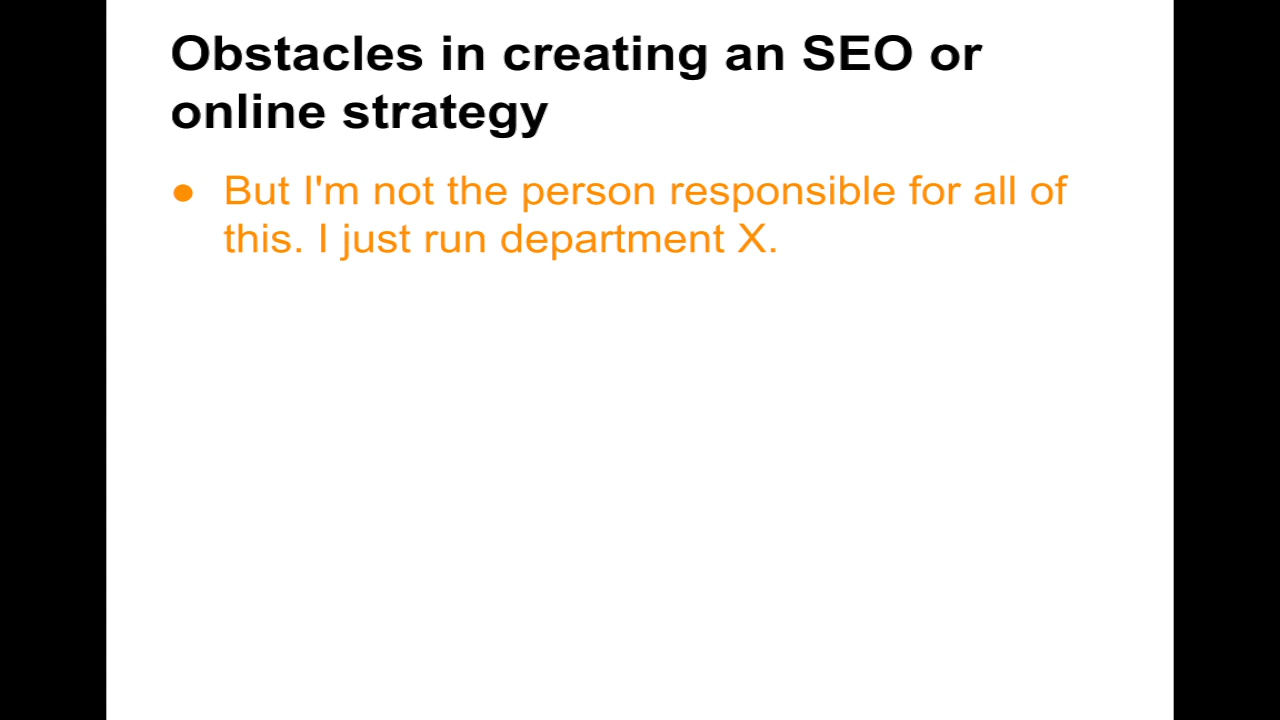 Obstacles in creating an SEO or
online strategy
● But I'm not the person responsible for all of
this. I just run department X.